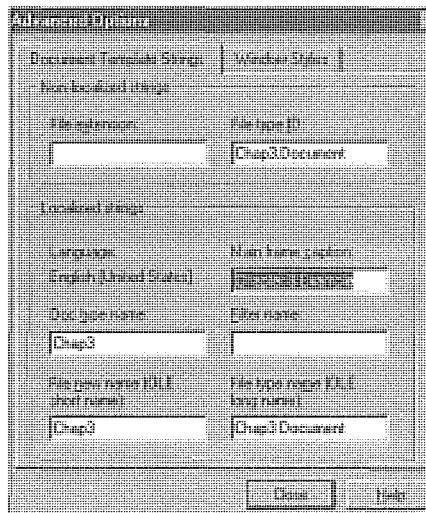 Advanced Options
Document Template Strings Window Styles
Non-localized strings
File extension: File type ID:
Chap3.Document
Localized strings
Language: Main frame caption:
English [United States]
Doc type name: Filter name:
Chap3
File new name (OLE short name): File type name (OLE long name):
Chap3 Chap3 Document
Close Help